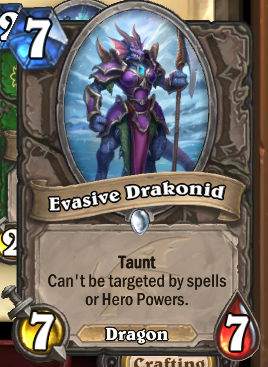 7
Evasive Drakonid
Taunt
Can't be targeted by spells
or Hero Powers.
7
Dragon
7
Crafting